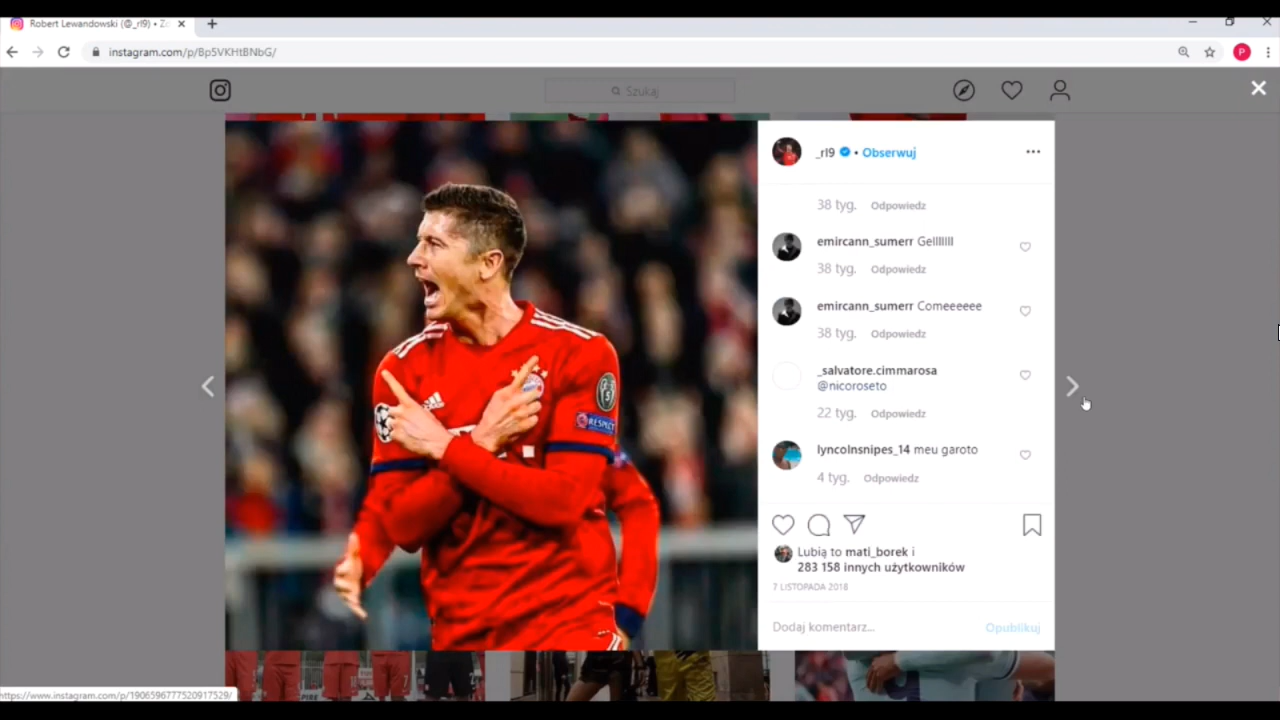 Robert Lewandowski (@_rl9) • Z
instagram.com/p/Bp5VKHtBNbG/
P
Szukaj
_rl9 • Obserwuj
38 tyg. Odpowiedz
emircann_sumerr Gelllllll
38 tyg. Odpowiedz
emircann_sumerr Comeeeeee
38 tyg. Odpowiedz
_salvatore.cimmarosa
@nicoroseto
22 tyg. Odpowiedz
lyncolnsnipes_14 meu garoto
4 tyg. Odpowiedz
RESPECT
Lubią to mati_borek i
283 158 innych użytkowników
7 LISTOPADA 2018
Dodaj komentarz... Opublikuj
https://www.instagram.com/p/1906596777520917529/